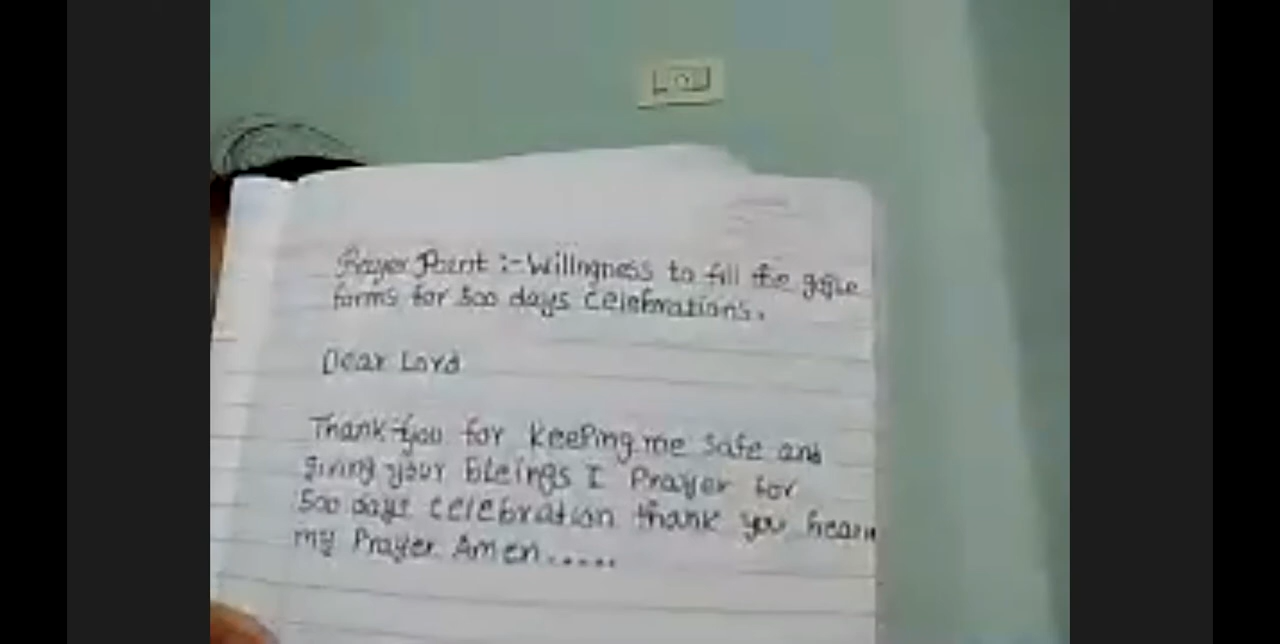 Prayer Point :- Willingness to fill the
forms for 500 days celebrations.
Dear Lord
Thank you for keeping me safe and
giving your bleings I Prayer for
500 days celebration thank you
my Prayer Amen.....